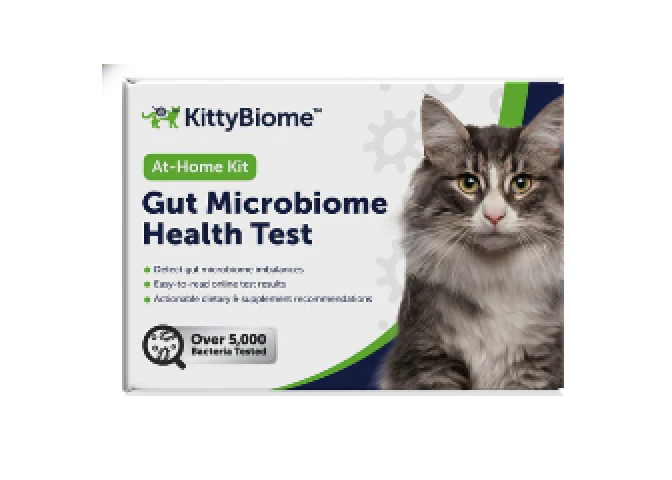 KittyBiome™
At-Home Kit
Gut Microbiome
Health Test
Detect gut microbiome imbalances
Easy-to-read online test results
Actionable dietary & supplement recommendations
Over 5,000
Bacteria Tested